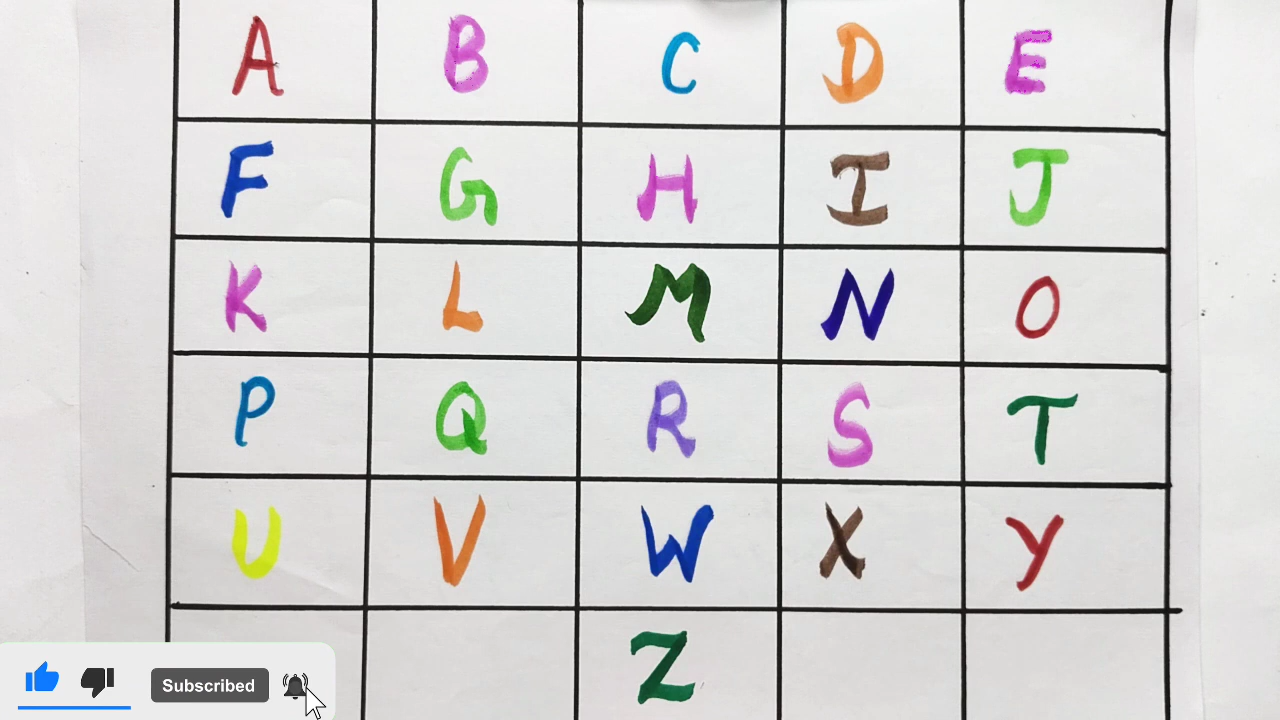 A B C D E
F G H I J
K L M N O
P Q R S T
U V W X Y
Z
Subscribed